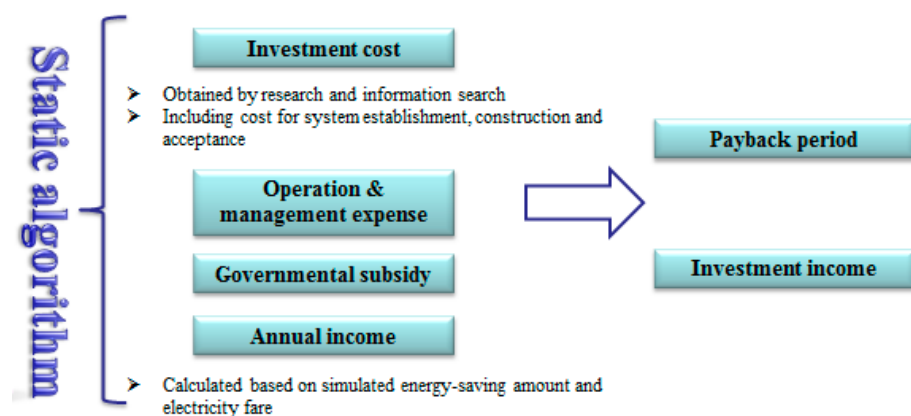 Static algorithm
Investment cost
➢ Obtained by research and information search
➢ Including cost for system establishment, construction and
acceptance
Operation &
management expense
Governmental subsidy
Annual income
➢ Calculated based on simulated energy-saving amount and
electricity fare
Payback period
Investment income